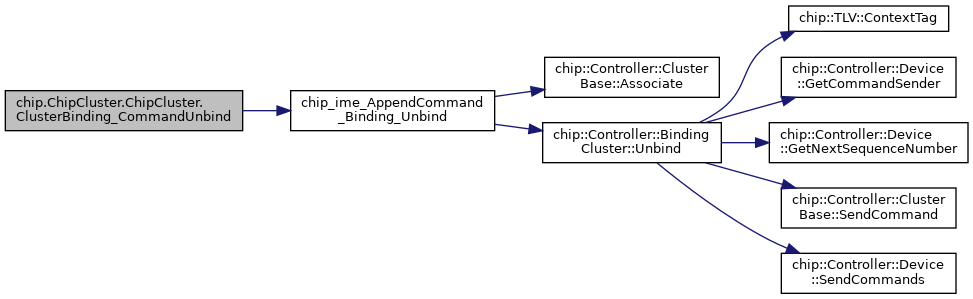 chip.ChipCluster.ChipCluster.
ClusterBinding_CommandUnbind
chip_ime_AppendCommand
_Binding_Unbind
chip::Controller::Cluster
Base::Associate
chip::Controller::Binding
Cluster::Unbind
chip::TLV::ContextTag
chip::Controller::Device
::GetCommandSender
chip::Controller::Device
::GetNextSequenceNumber
chip::Controller::Cluster
Base::SendCommand
chip::Controller::Device
::SendCommands